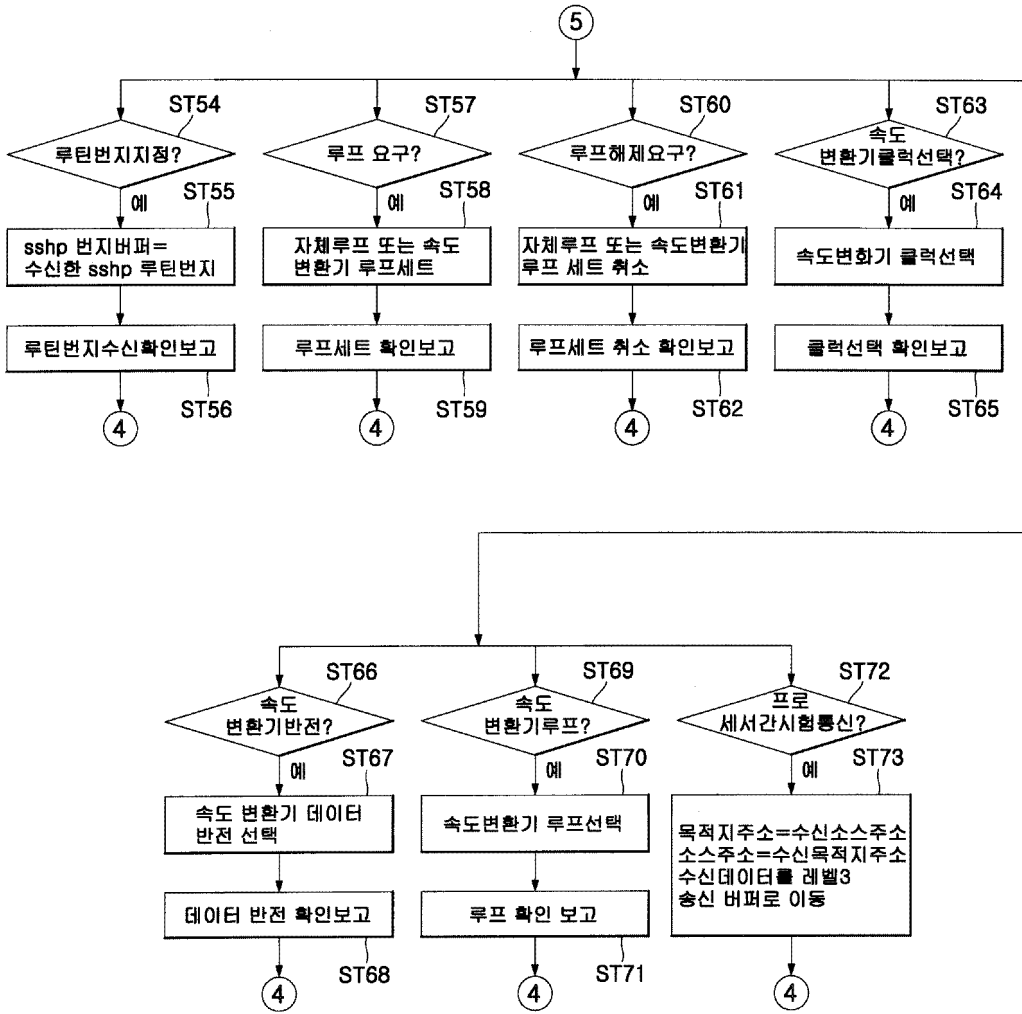 5
ST54
루틴번지지정?
예
ST55
sshp 번지버퍼=
수신한 sshp 루틴번지
루틴번지수신확인보고
ST56
4
ST57
루프 요구?
예
ST58
자체루프 또는 속도
변환기 루프세트
루프세트 확인보고
ST59
4
ST60
루프해제요구?
예
ST61
자체루프 또는 속도변환기
루프 세트 취소
루프세트 취소 확인보고
ST62
4
ST63
속도
변환기클럭선택?
예
ST64
속도변화기 클럭선택
클럭선택 확인보고
ST65
4
ST66
속도
변환기반전?
예
ST67
속도 변환기 데이터
반전 선택
데이터 반전 확인보고
ST68
4
ST69
속도
변환기루프?
예
ST70
속도변환기 루프선택
루프 확인 보고
ST71
4
ST72
프로
세서간시험통신?
예
ST73
목적지주소=수신소스주소
소스주소=수신목적지주소
수신데이터를 레벨3
송신 버퍼로 이동
4